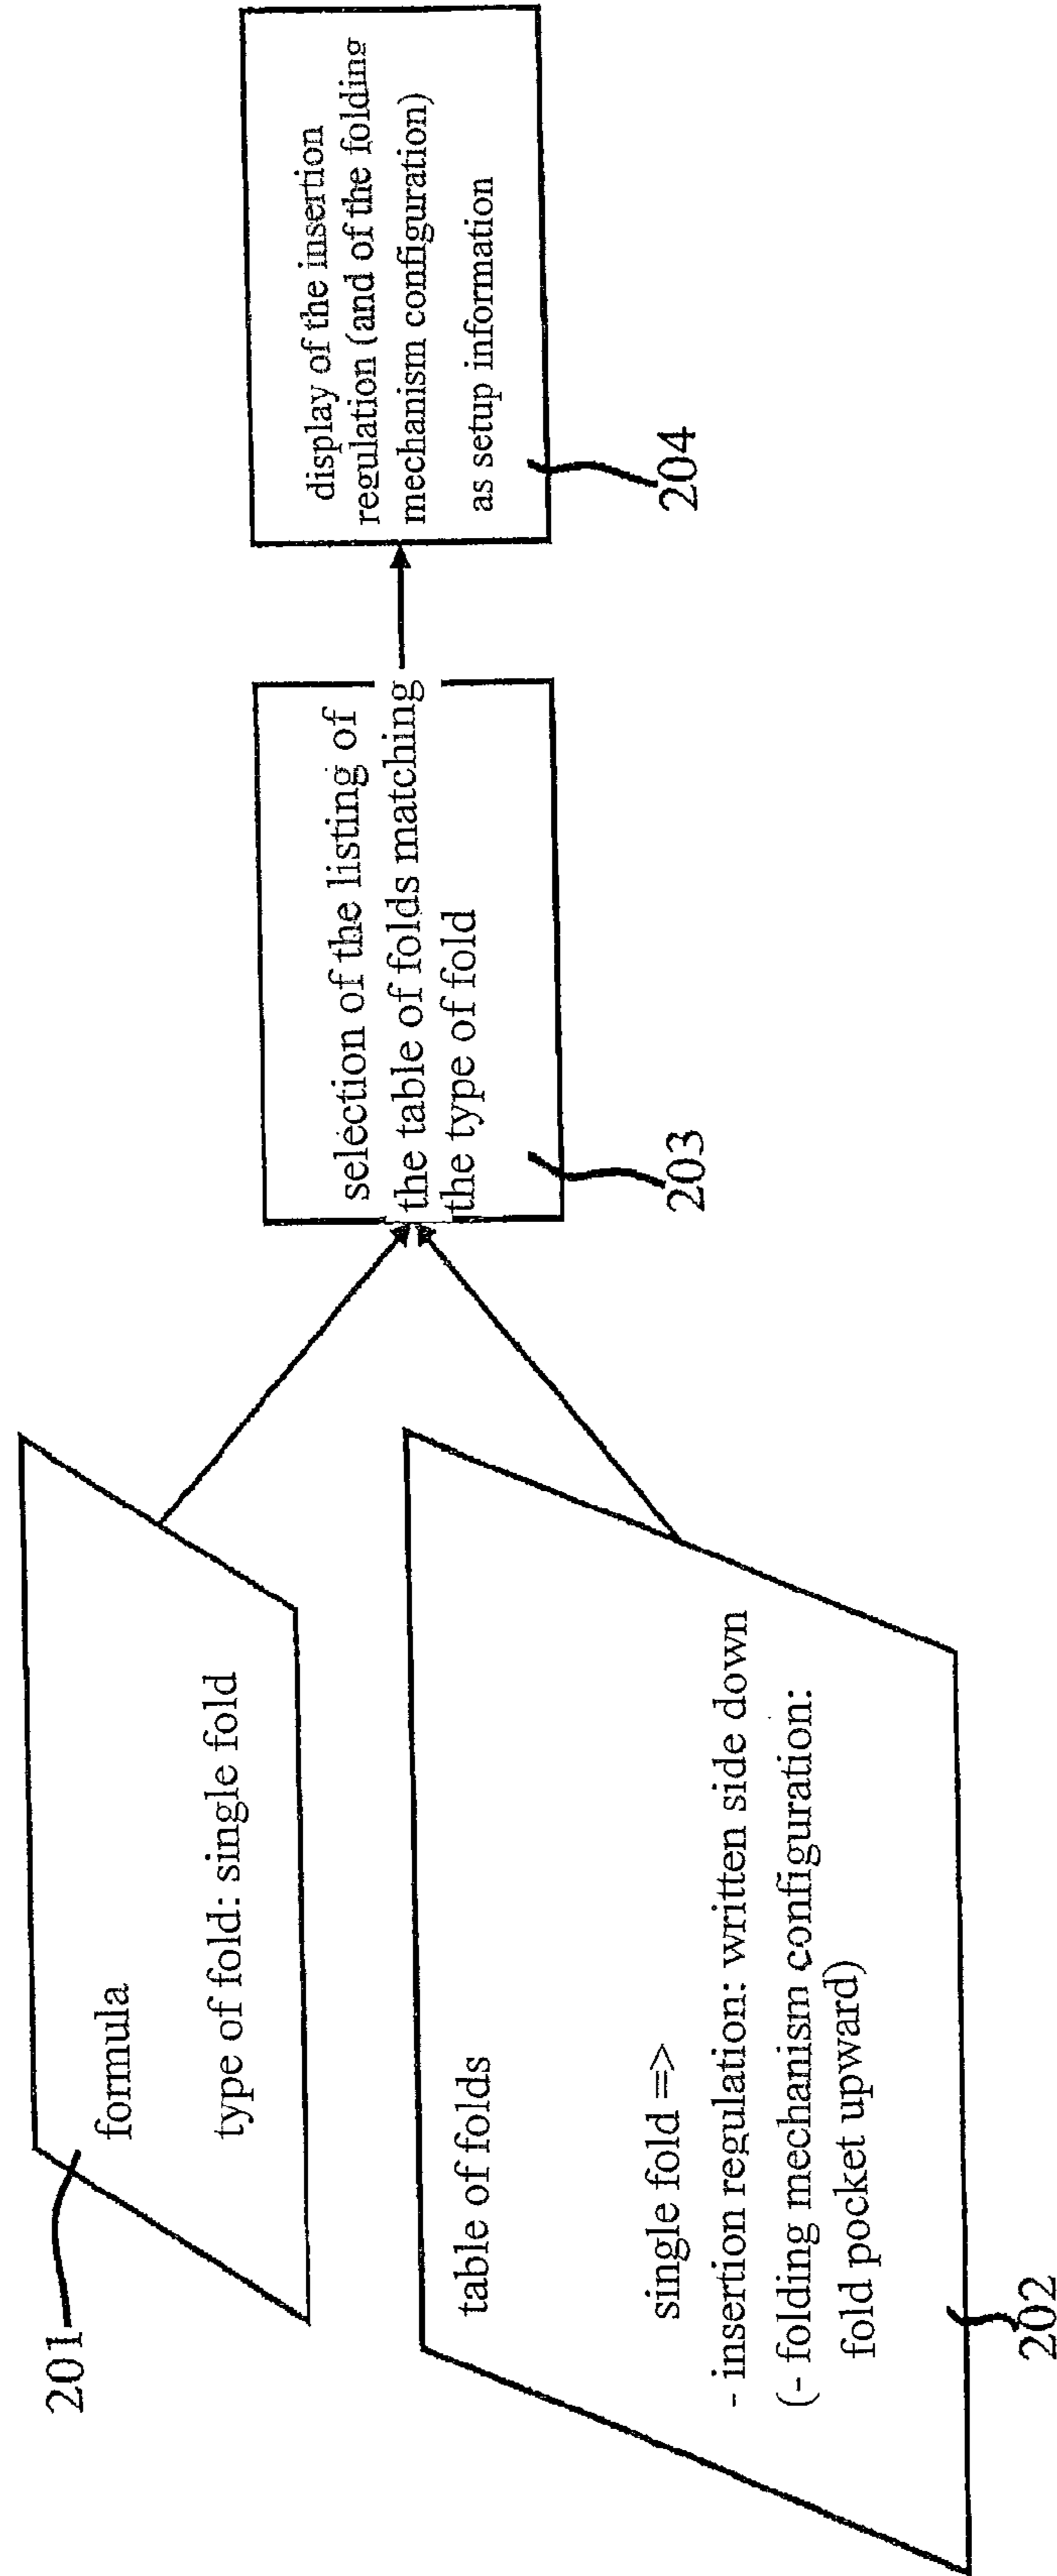 201
formula
type of fold: single fold
table of folds
single fold =>
- insertion regulation: written side down
(- folding mechanism configuration:
fold pocket upward)
202
selection of the listing of
the table of folds matching
the type of fold
203
display of the insertion
regulation (and of the folding
mechanism configuration)
as setup information
204